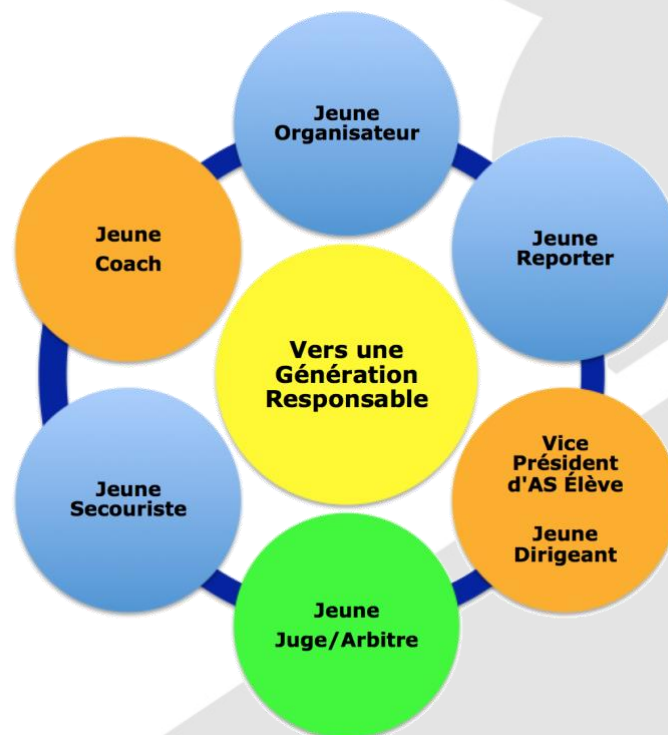 Jeune
Organisateur
Jeune
Reporter
Jeune
Coach
Vers une
Génération
Responsable
Vice
Président
d'AS Élève
Jeune
Dirigeant
Jeune
Secouriste
Jeune
Juge/Arbitre